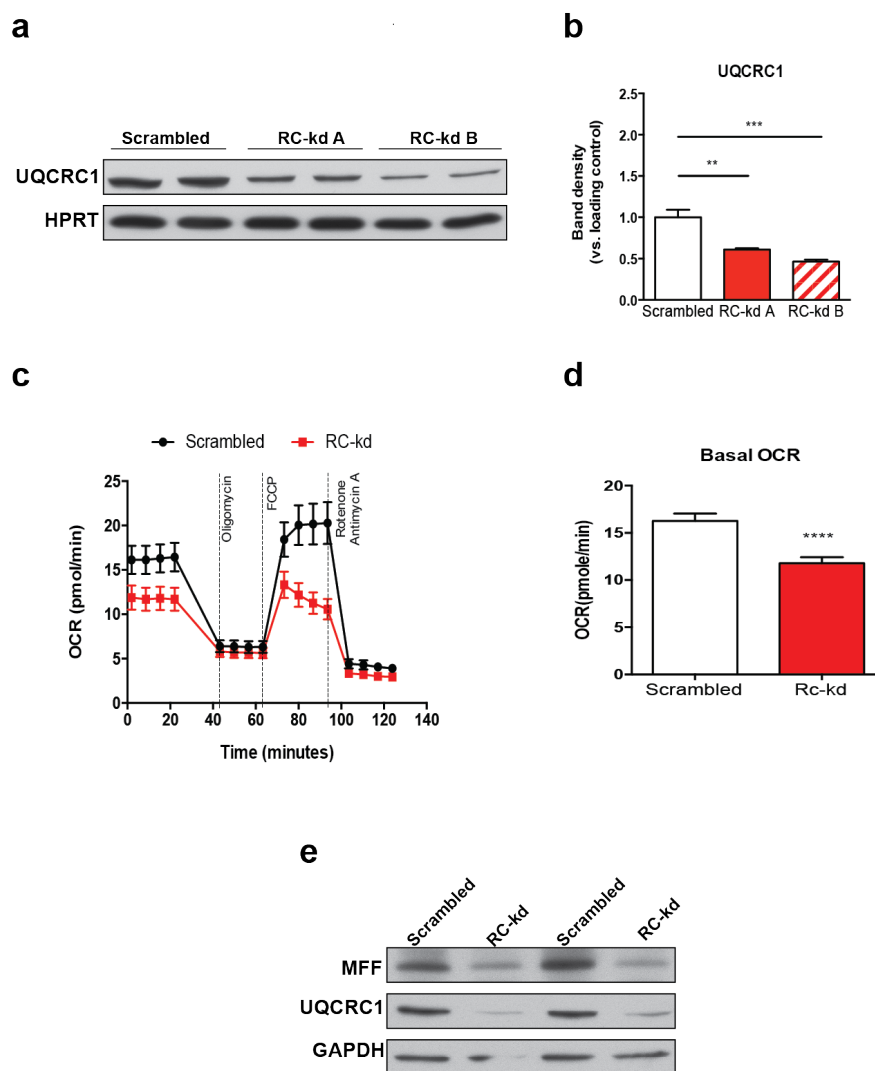 a
Scrambled RC-kd A RC-kd B
UQCRC1
HPRT
b
UQCRC1
Band density
(vs. loading control)
2.5
2.0
1.5
1.0
0.5
0.0
***
**
Scrambled RC-kd A RC-kd B
c
Scrambled RC-kd
OCR (pmol/min)
25
20
15
10
5
0
Oligomycin
FCCP
Rotenone
Antimycin A
0 20 40 60 80 100 120 140
Time (minutes)
d
Basal OCR
OCR(pmole/min)
20
15
10
5
0
****
Scrambled Rc-kd
e
Scrambled RC-kd Scrambled RC-kd
MFF
UQCRC1
GAPDH